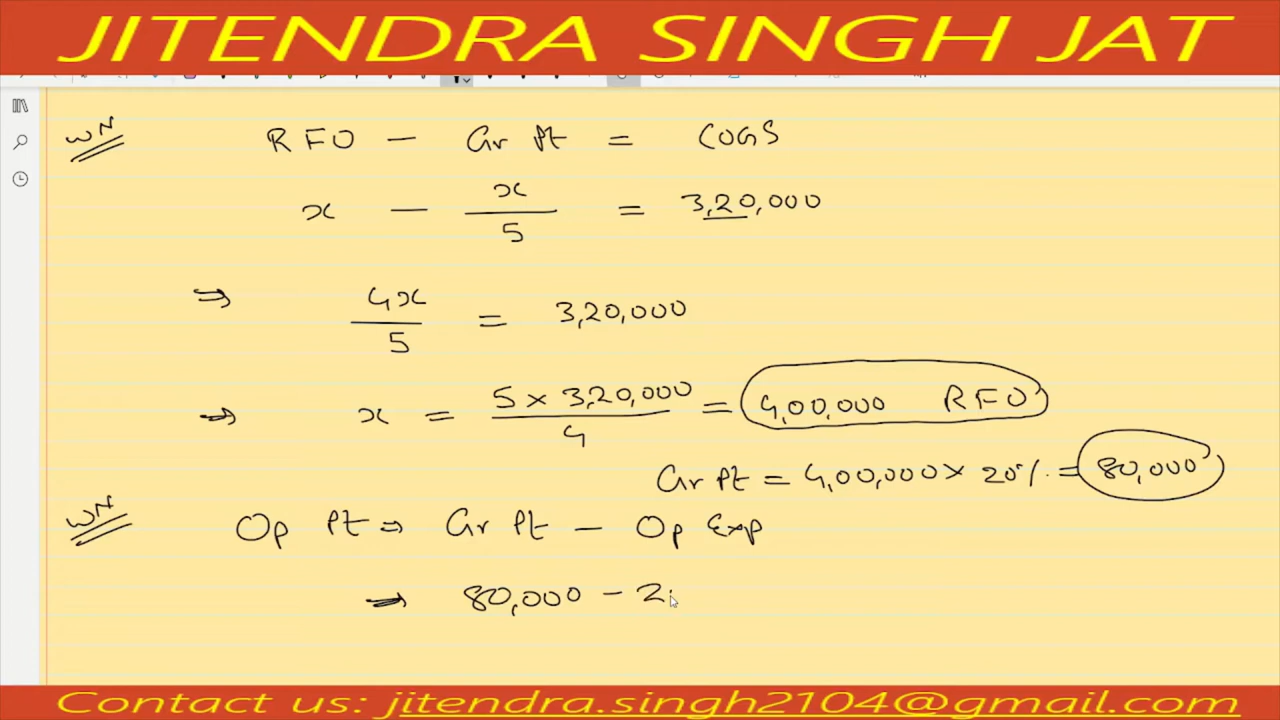 JITENDRA SINGH JAT
WN RFO - Gr Pt = COGS
x - x/5 = 3,20,000
⇒ 4x/5 = 3,20,000
⇒ x = 5 × 3,20,000/4 = 4,00,000 RFO
Gr Pt = 4,00,000 × 20% = 80,000
WN Op Pt ⇒ Gr Pt - Op Exp
⇒ 80,000 - 2
Contact us: jitendra.singh2104@gmail.com